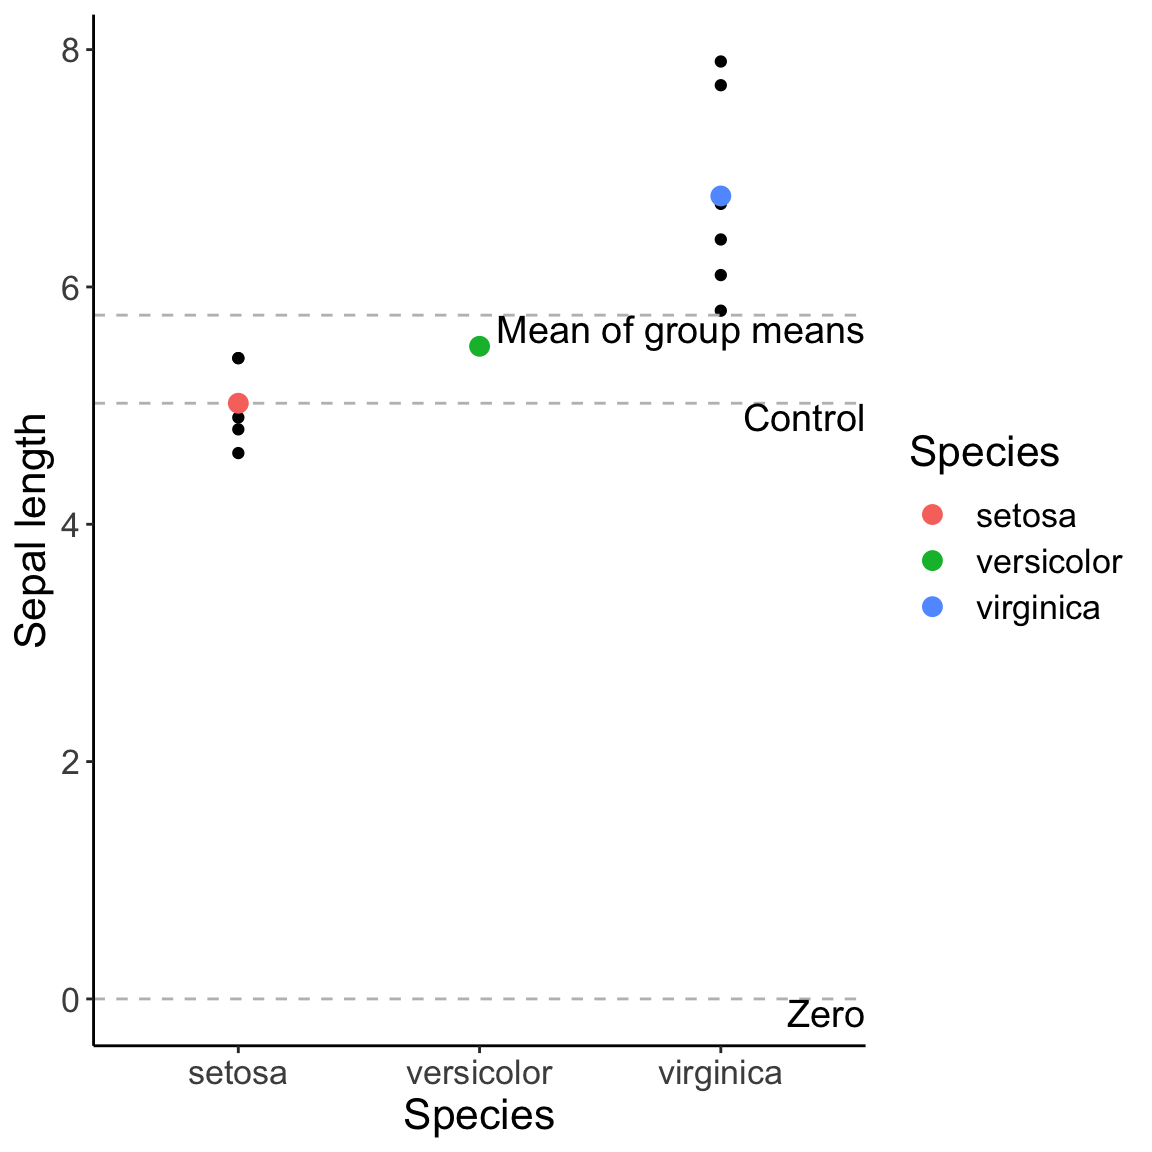 8
6
4
2
0
Sepal length
Mean of group means
Control
Zero
setosa
versicolor
virginica
Species
Species
setosa
versicolor
virginica